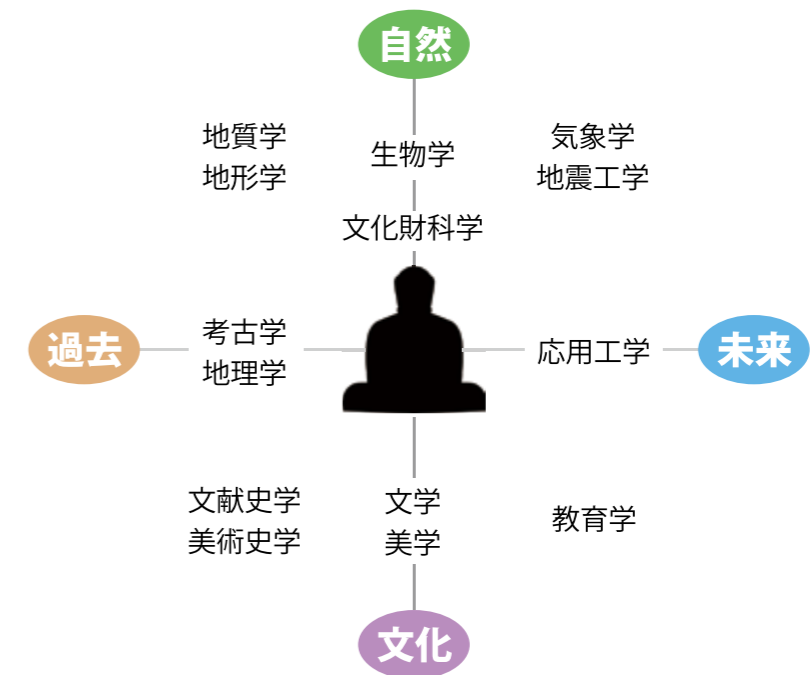 自然
地質学
地形学
生物学
気象学
地震工学
文化財科学
過去
考古学
地理学
応用工学
未来
文献史学
美術史学
文学
美学
教育学
文化